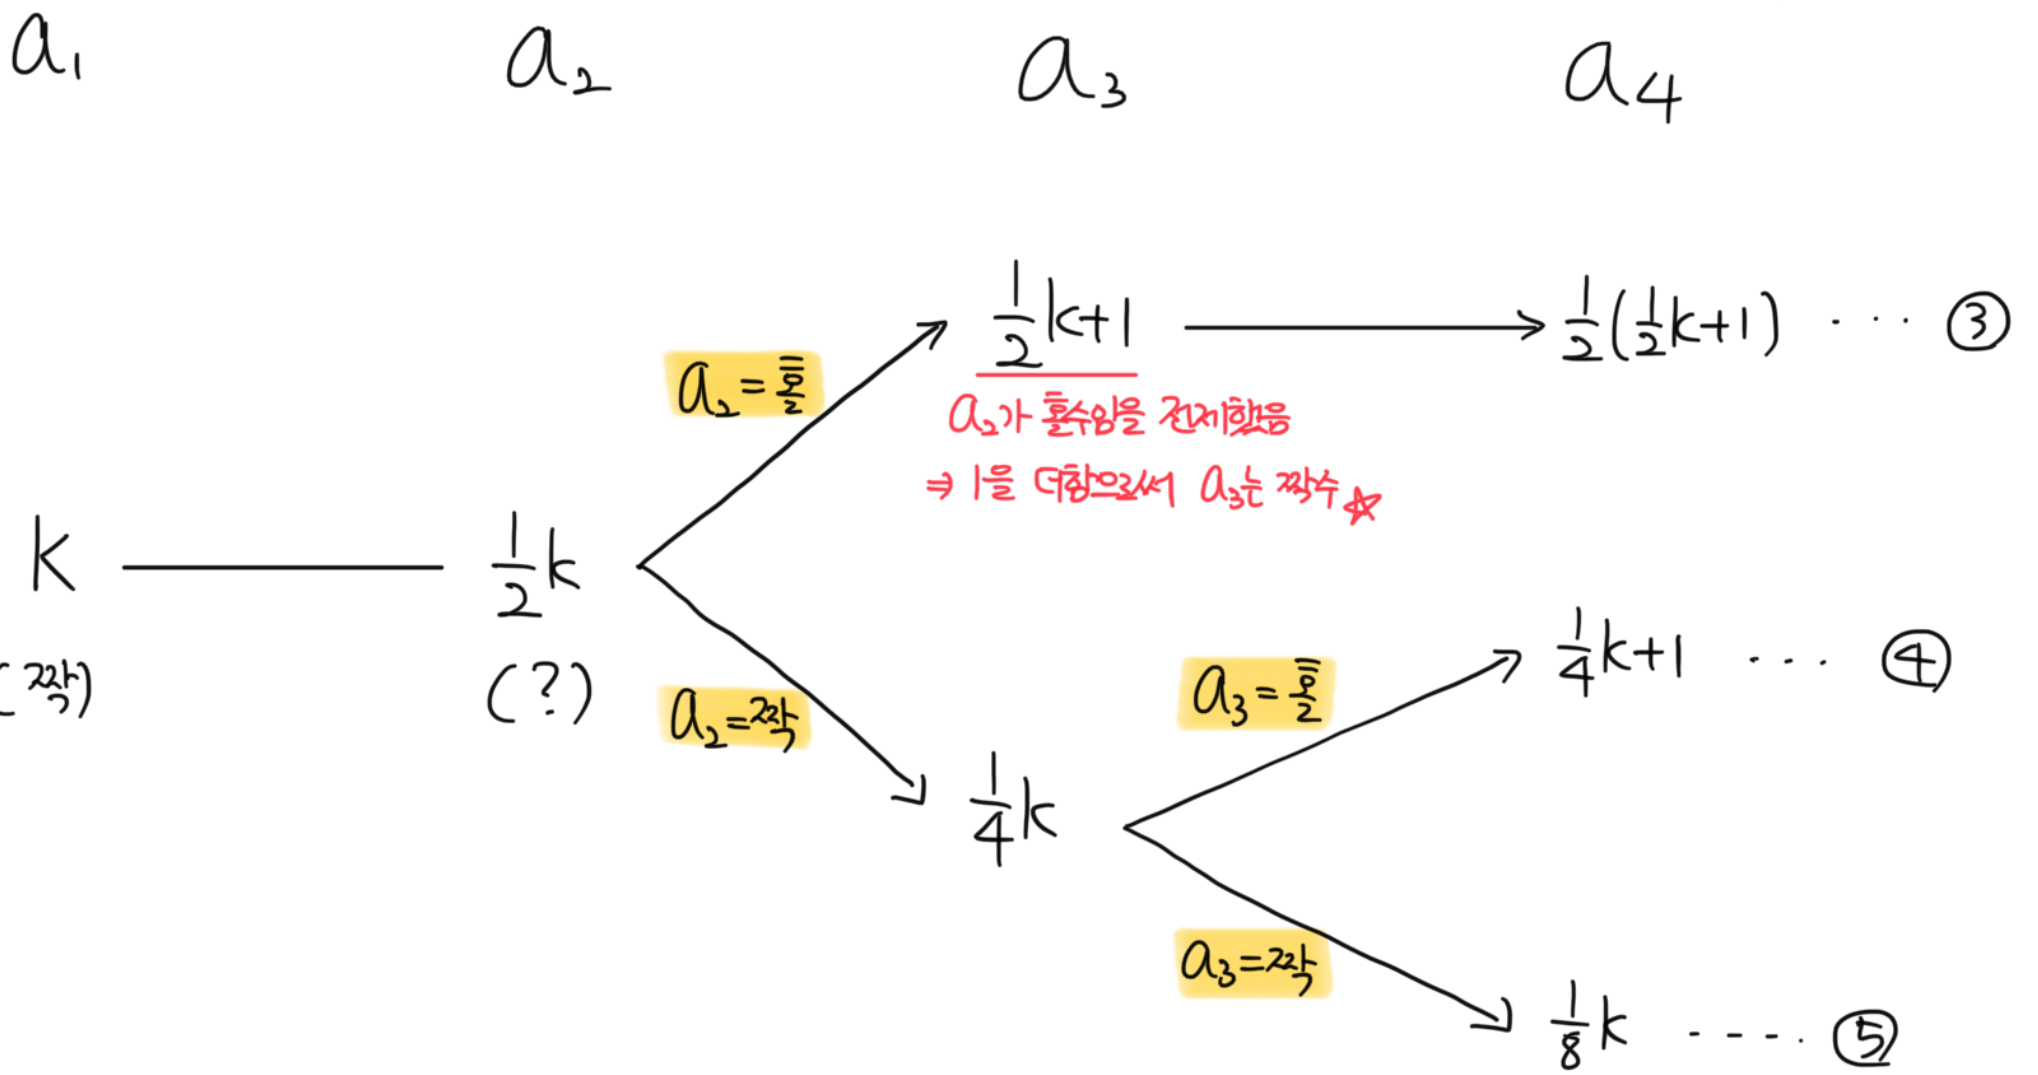 a₁ a₂ a₃ a₄
½k+1 → ½(½k+1) ··· ③
a₂=홀
a₂가 홀수임을 전제했음
⇒ 1을 더함으로써 a₃는 짝수☆
k — ½k
(짝) (?)
a₂=짝
a₃=홀
¼k+1 ··· ④
¼k
a₃=짝
⅛k ···· ⑤